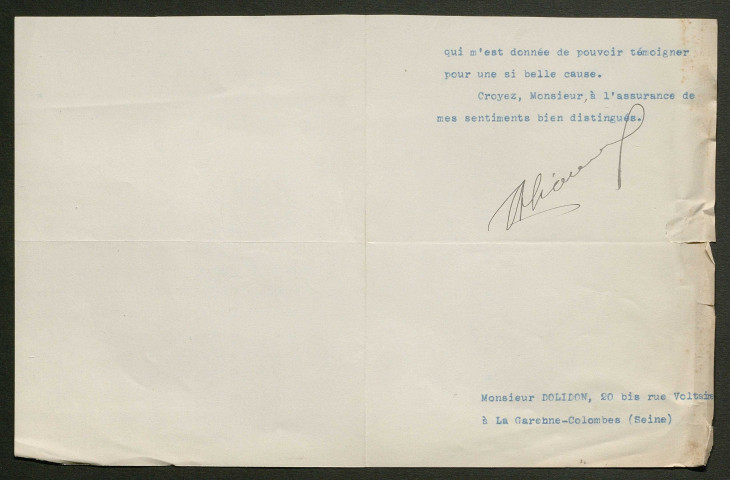 qui m'est donnée de pouvoir témoigner
pour une si belle cause.
Croyez, Monsieur, à l'assurance de
mes sentiments bien distingués.
Monsieur DOLIDON, 20 bis rue Voltaire
à La Garebne-Colombes (Seine)